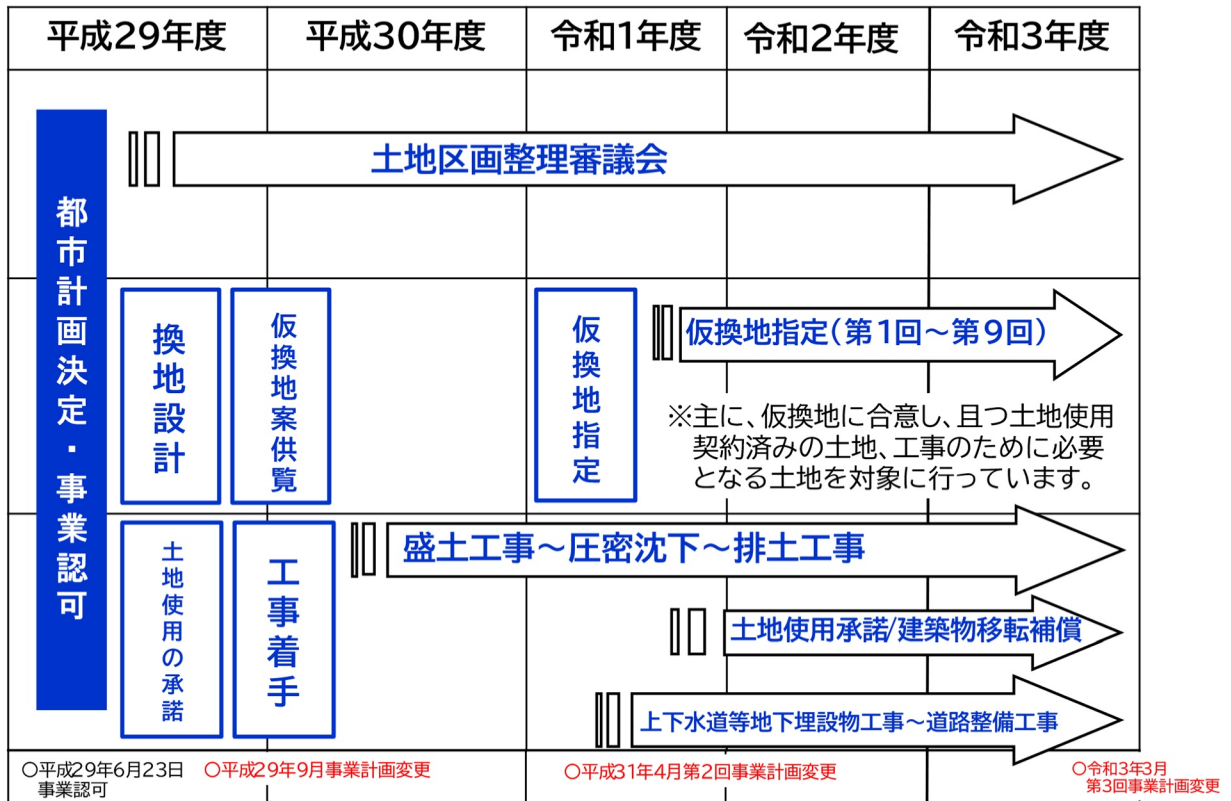 平成29年度
平成30年度
令和1年度
令和2年度
令和3年度
都市計画決定・事業認可
土地区画整理審議会
換地設計
仮換地案供覧
仮換地指定
仮換地指定(第1回～第9回)
※主に、仮換地に合意し、且つ土地使用
契約済みの土地、工事のために必要
となる土地を対象に行っています。
土地使用の承諾
工事着手
盛土工事～圧密沈下～排土工事
土地使用承諾/建築物移転補償
上下水道等地下埋設物工事～道路整備工事
○平成29年6月23日
事業認可
○平成29年9月事業計画変更
○平成31年4月第2回事業計画変更
○令和3年3月
第3回事業計画変更